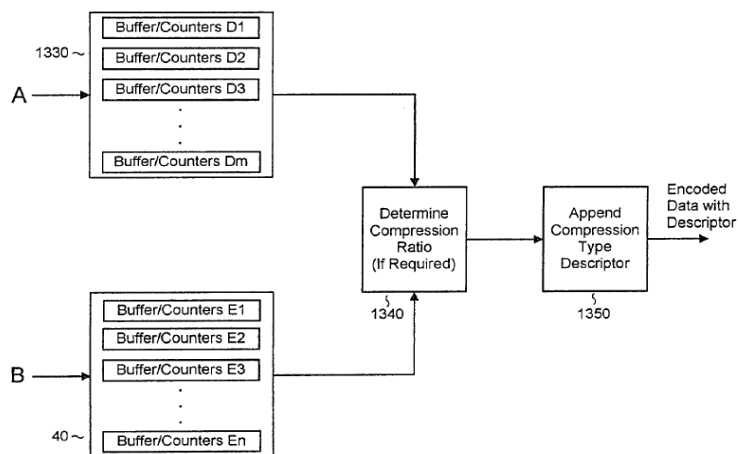 Buffer/Counters D1
1330
Buffer/Counters D2
A
Buffer/Counters D3
Buffer/Counters Dm
Determine
Compression
Ratio
(If Required)
1340
Append
Compression
Type
Descriptor
1350
Encoded
Data with
Descriptor
Buffer/Counters E1
Buffer/Counters E2
B
Buffer/Counters E3
40
Buffer/Counters En